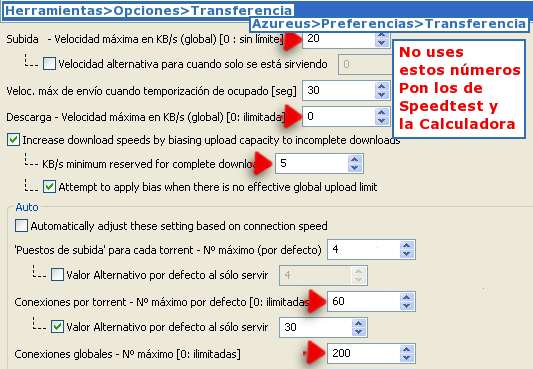 Herramientas>Opciones>Transferencia
Azureus>Preferencias>Transferencia
Subida - Velocidad máxima en KB/s (global) [0 : sin límite] 20
Velocidad alternativa para cuando solo se está sirviendo 0
No uses
estos números
Pon los de
Speedtest y
la Calculadora
Veloc. máx de envío cuando temporización de ocupado [seg] 30
Descarga - Velocidad máxima en KB/s (global) [0: ilimitada] 0
Increase download speeds by biasing upload capacity to incomplete downloads
KB/s minimum reserved for complete downloa 5
Attempt to apply bias when there is no effective global upload limit
Auto
Automatically adjust these setting based on connection speed
'Puestos de subida' para cada torrent - Nº máximo (por defecto) 4
Valor Alternativo por defecto al sólo servir 4
Conexiones por torrent - Nº máximo por defecto [0: ilimitadas] 60
Valor Alternativo por defecto al sólo servir 30
Conexiones globales - Nº máximo [0: ilimitadas] 200